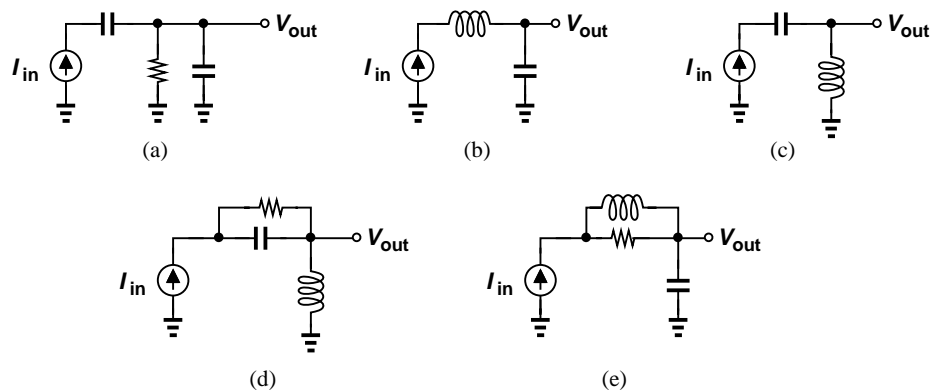 I in
V out
(a)
I in
V out
(b)
I in
V out
(c)
I in
V out
(d)
I in
V out
(e)